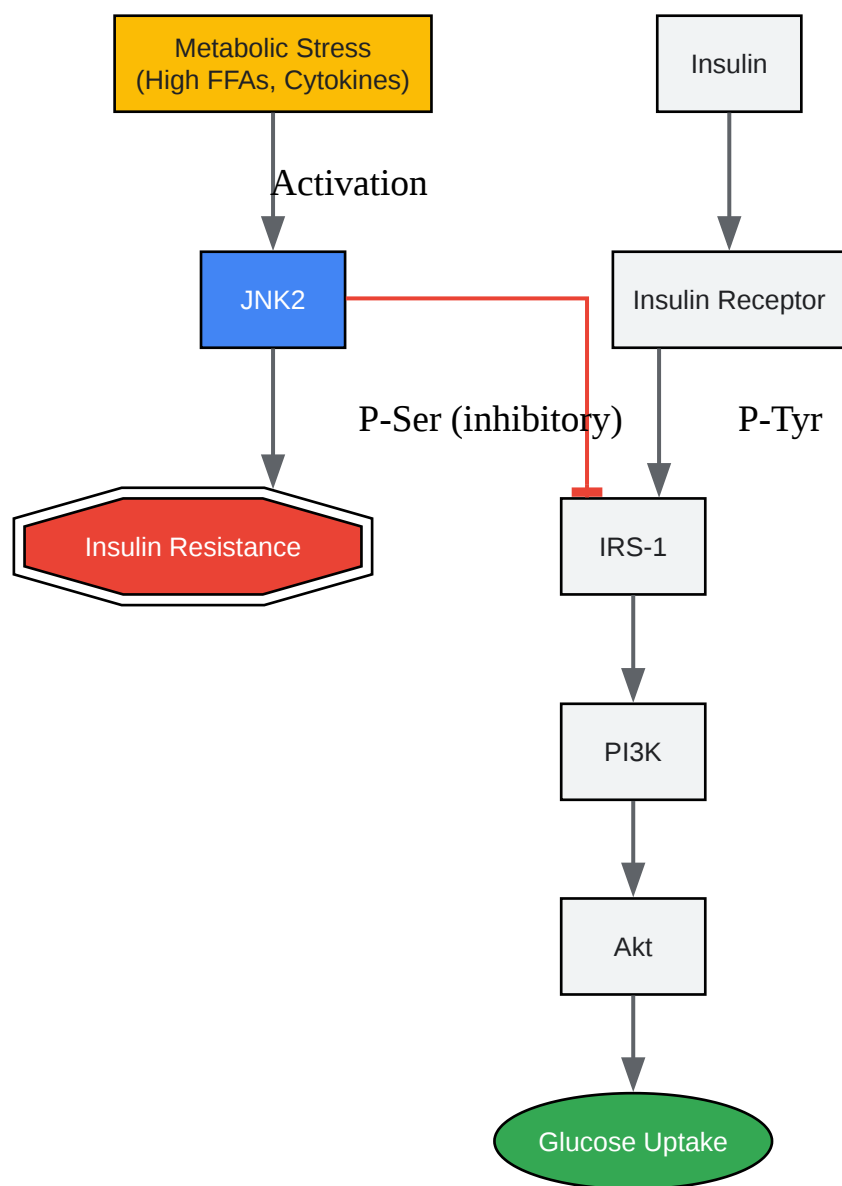 Metabolic Stress
(High FFAs, Cytokines)
Insulin
Activation
JNK2
Insulin Receptor
P-Ser (inhibitory)
P-Tyr
Insulin Resistance
IRS-1
PI3K
Akt
Glucose Uptake